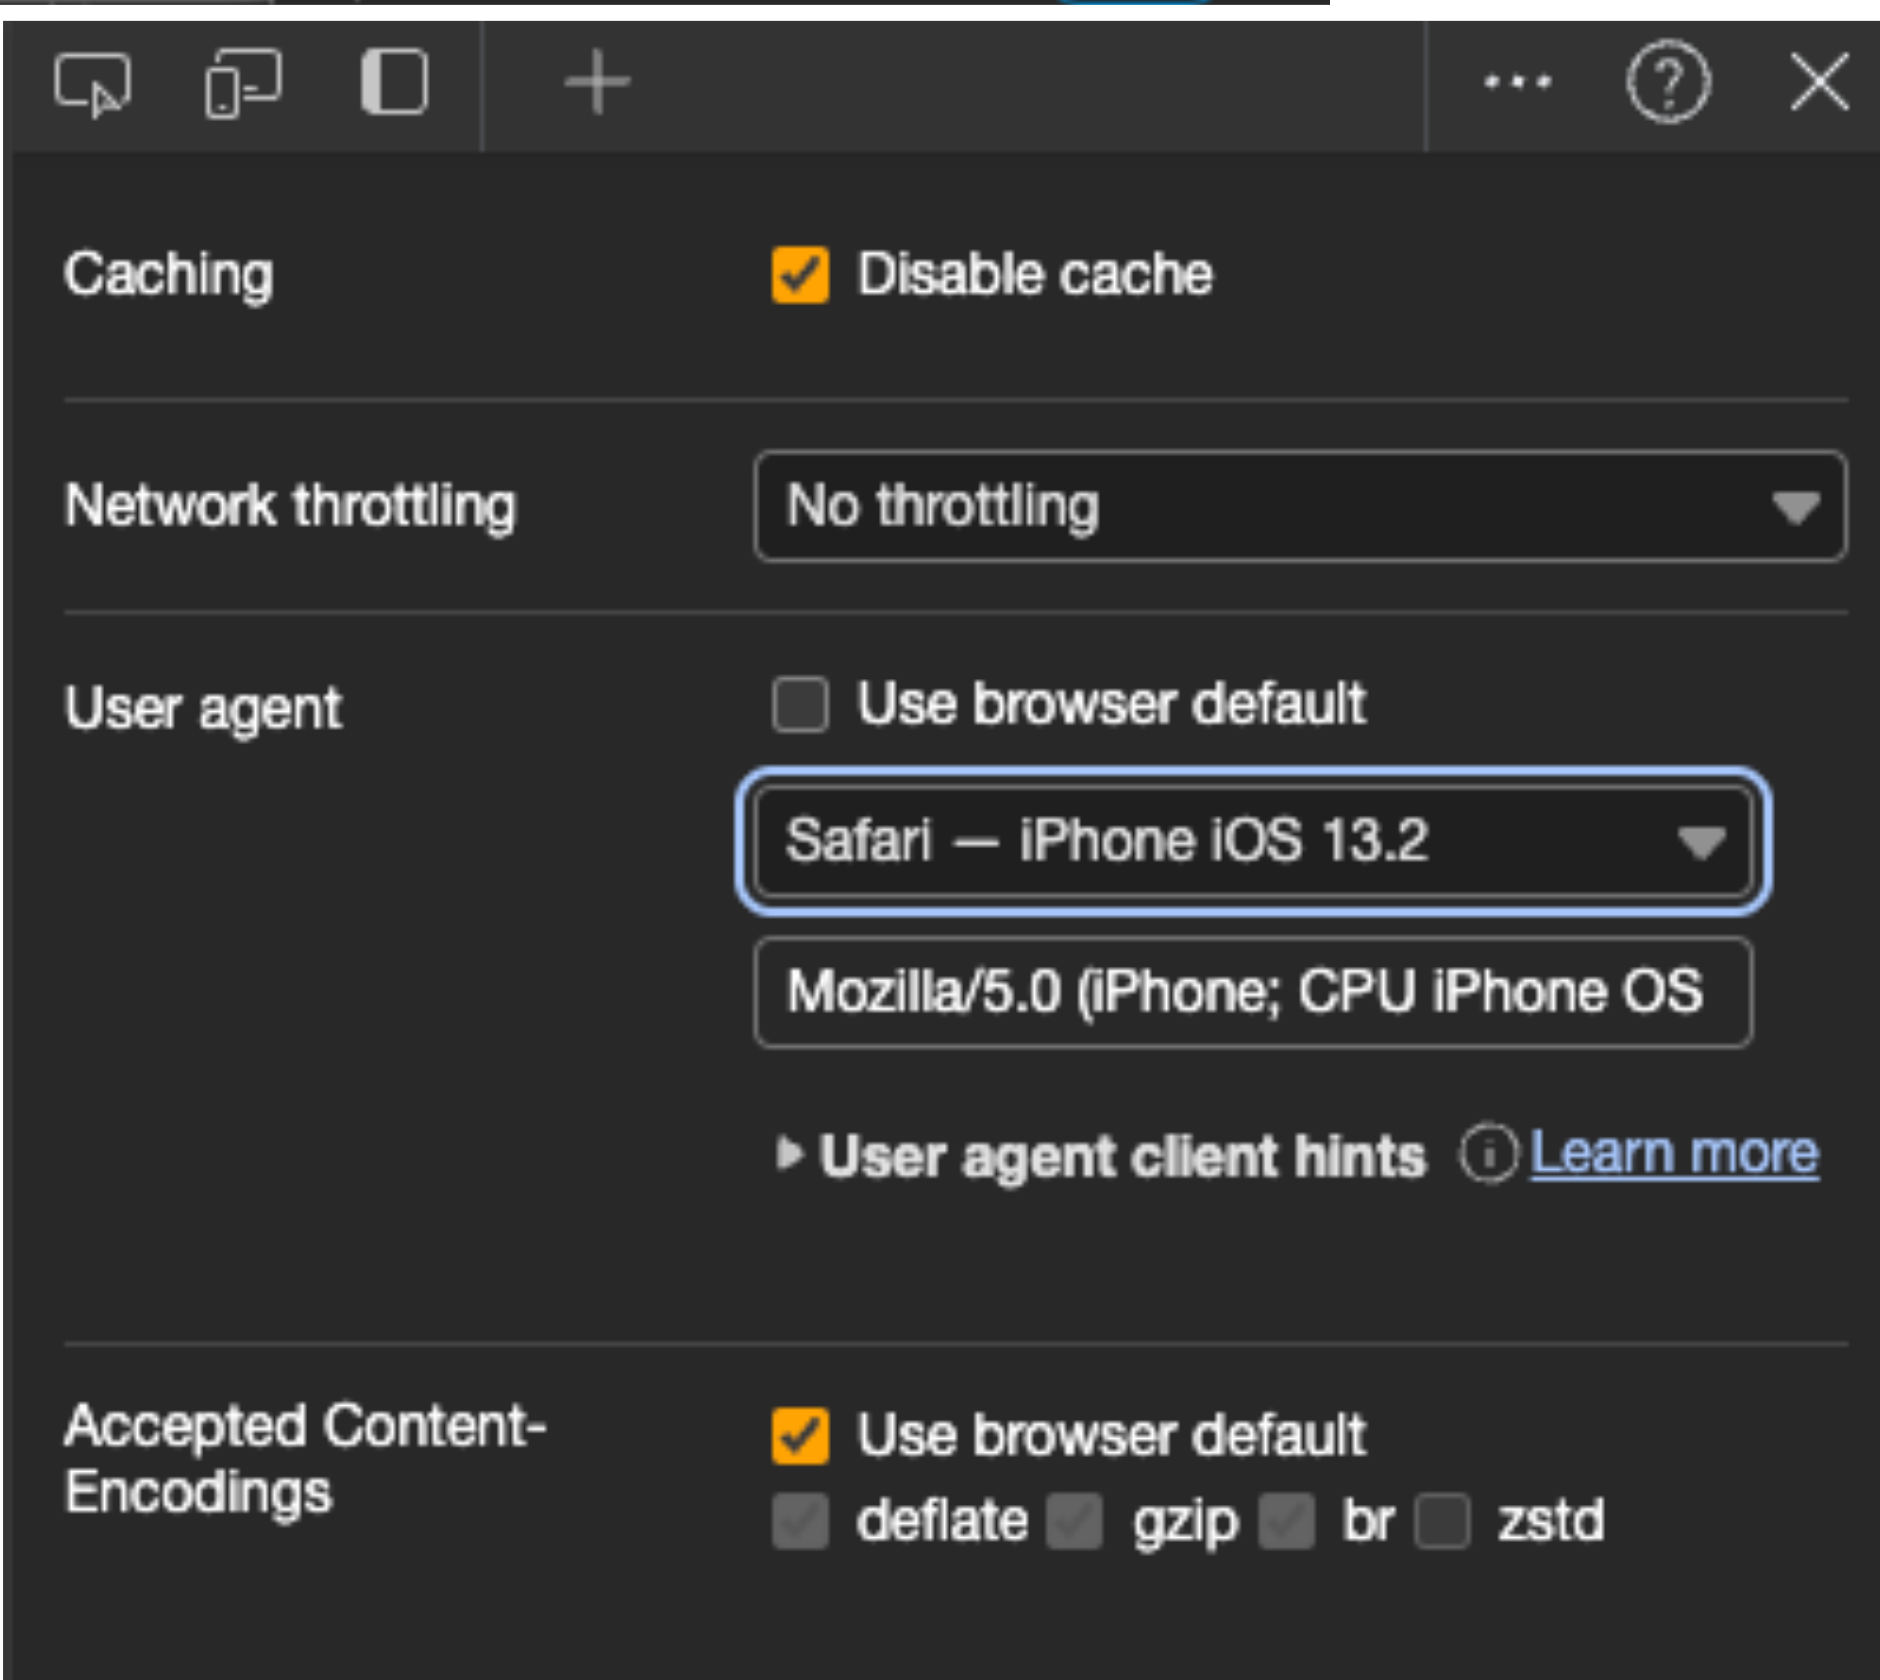 Caching
Disable cache
Network throttling
No throttling
User agent
Use browser default
Safari — iPhone iOS 13.2
Mozilla/5.0 (iPhone; CPU iPhone OS
User agent client hints Learn more
Accepted Content-
Encodings
Use browser default
deflate gzip br zstd